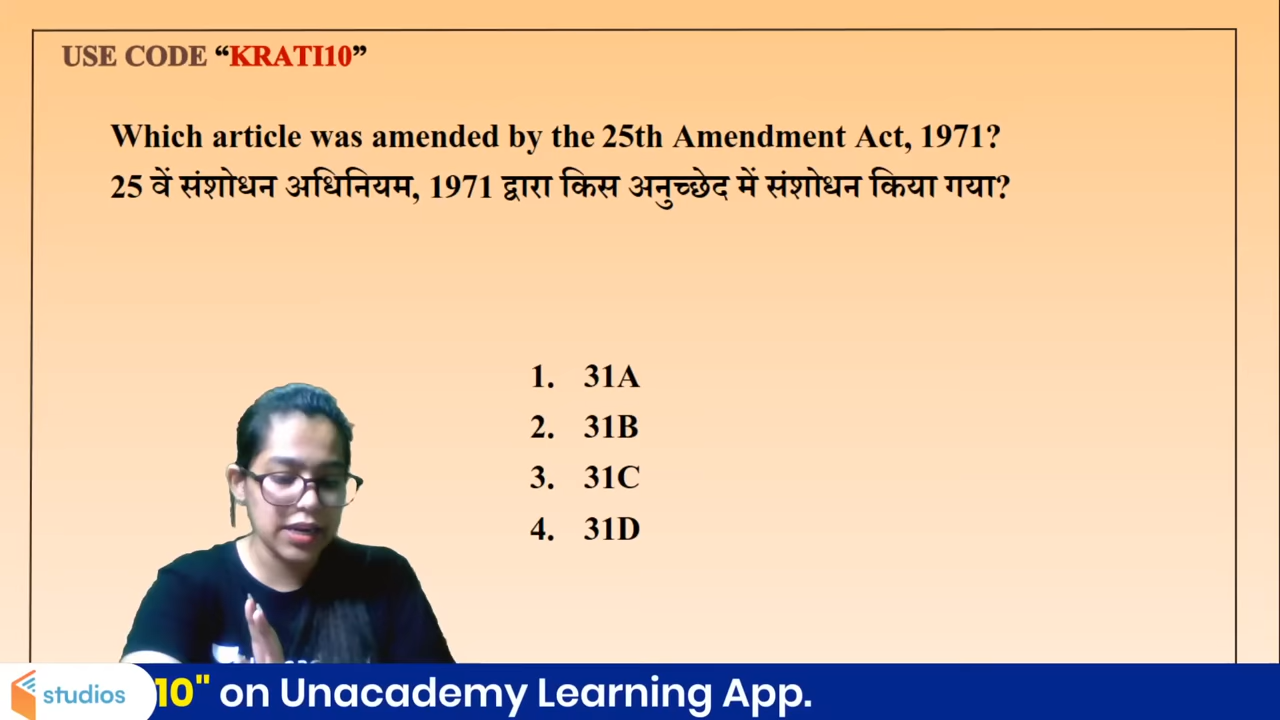 USE CODE “KRATI10”
Which article was amended by the 25th Amendment Act, 1971?
25 वें संशोधन अधिनियम, 1971 द्वारा किस अनुच्छेद में संशोधन किया गया?
1. 31A
2. 31B
3. 31C
4. 31D
studios
10" on Unacademy Learning App.